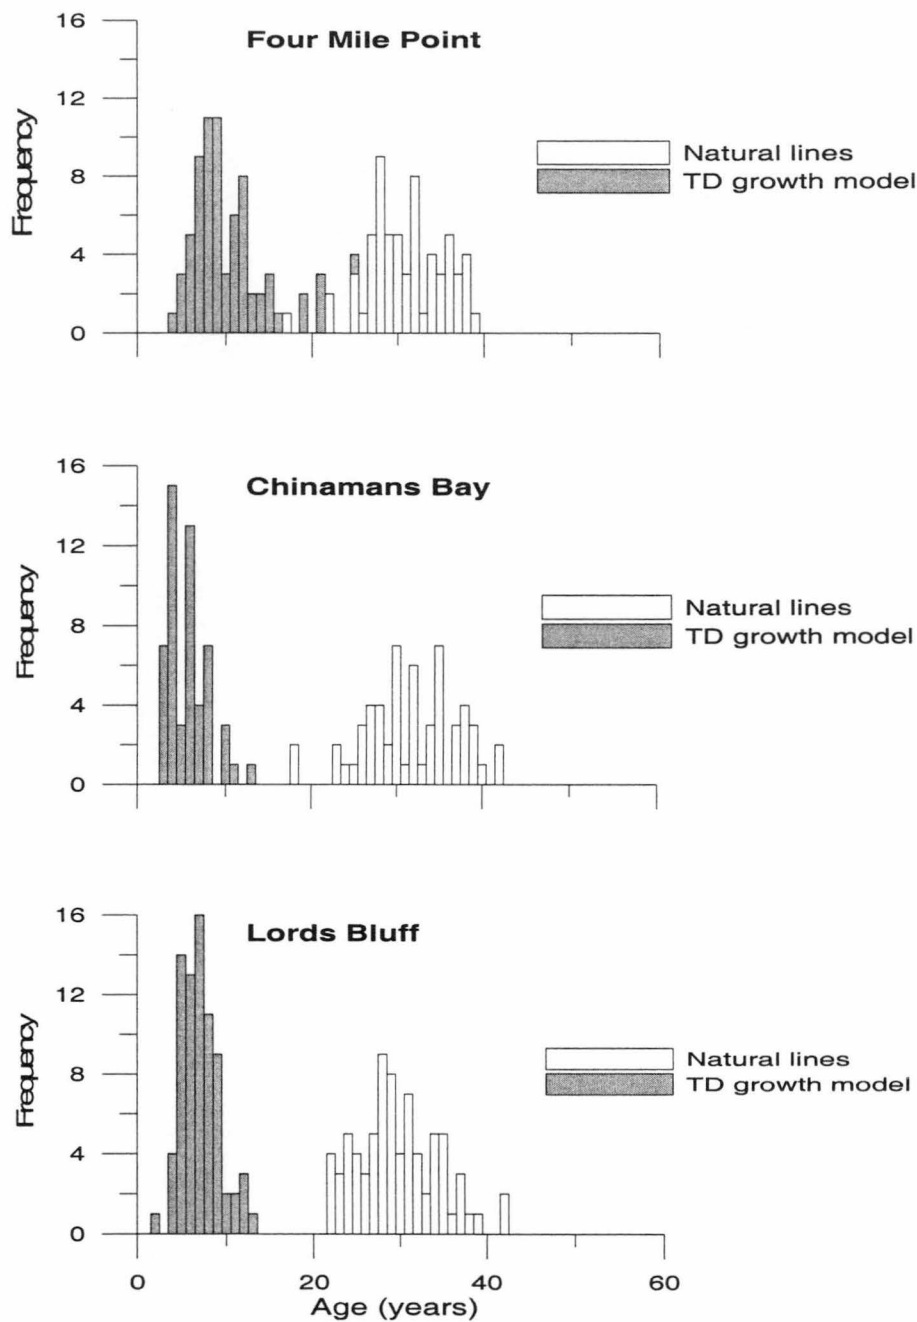 Four Mile Point
16
12
8
4
0
Frequency
Natural lines
TD growth model
Chinamans Bay
16
12
8
4
0
Frequency
Natural lines
TD growth model
Lords Bluff
16
12
8
4
0
Frequency
Natural lines
TD growth model
0 20 40 60
Age (years)